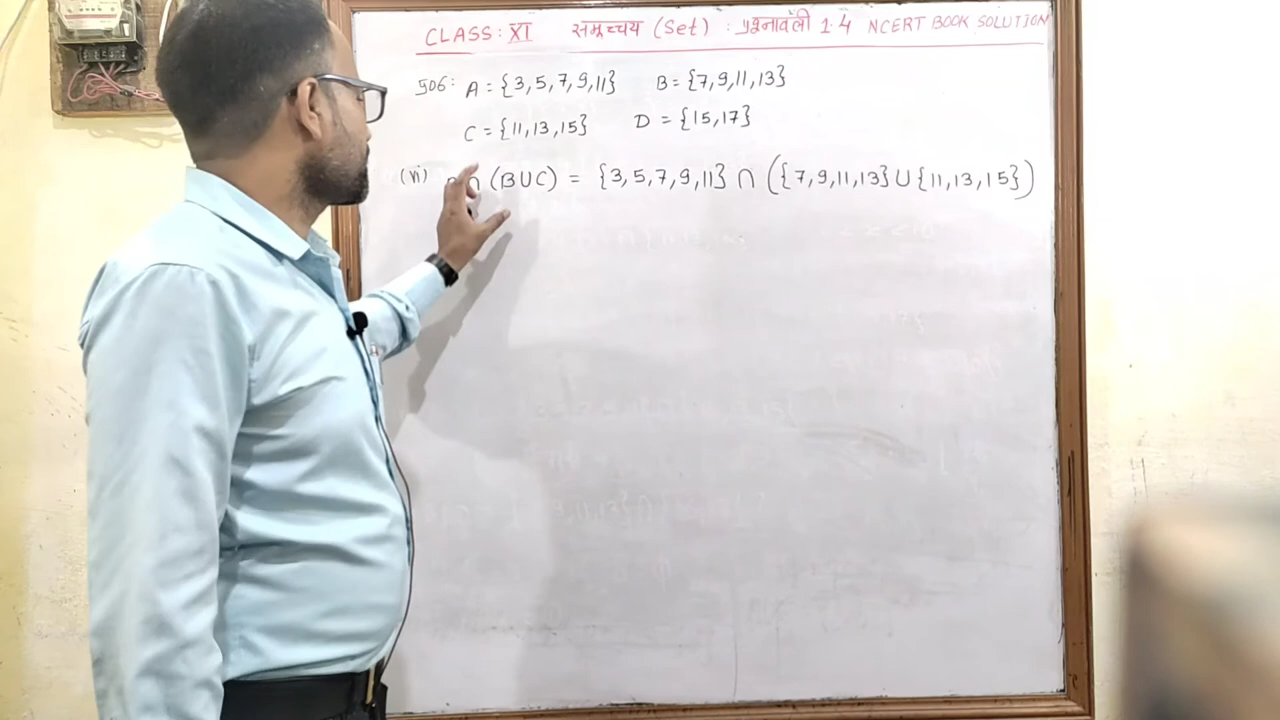 CLASS: XI समुच्चय (Set) : प्रश्नावली 1.4 NCERT BOOK SOLUTION
506: A = {3,5,7,9,11} B = {7,9,11,13}
C = {11,13,15} D = {15,17}
(vi) ∩ (BUC) = {3,5,7,9,11} ∩ ({7,9,11,13} U {11,13,15})